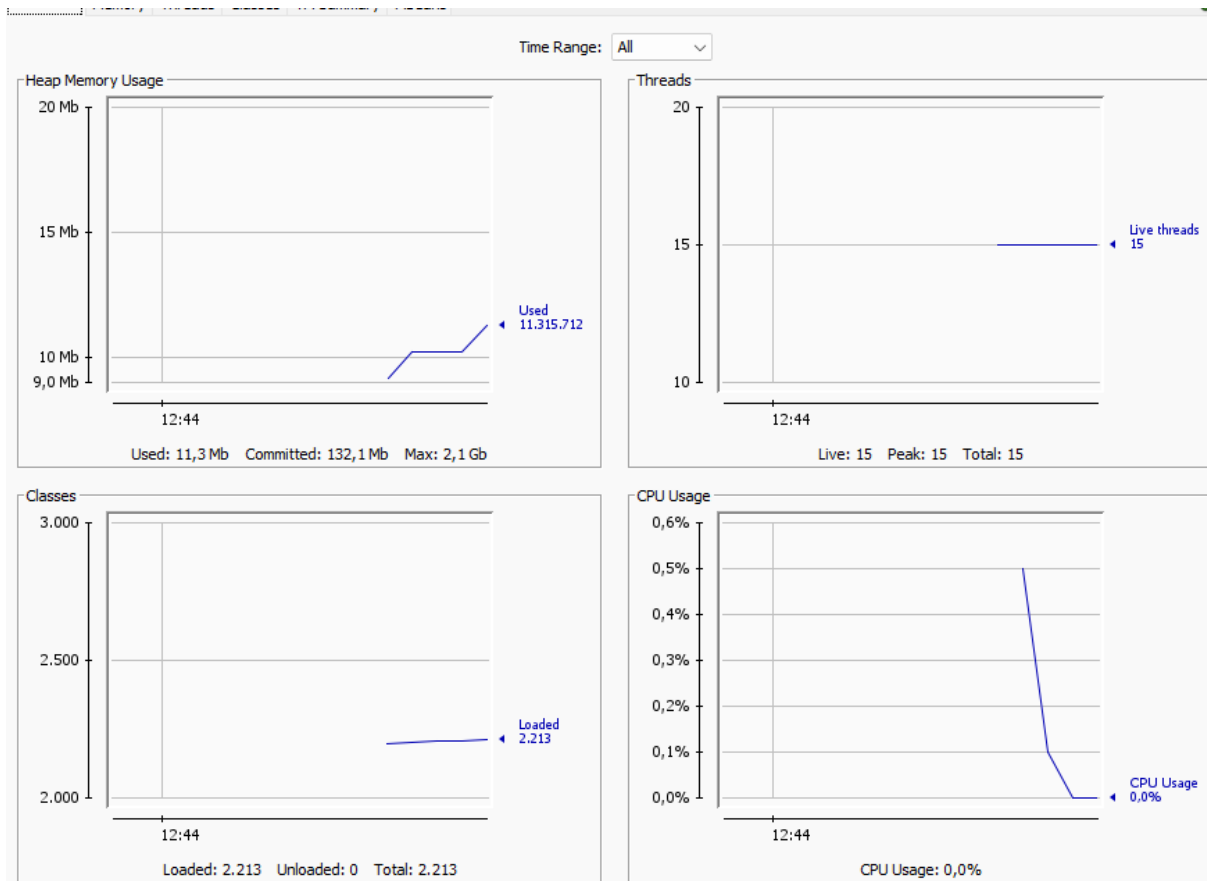 Time Range: All
Heap Memory Usage
20 Mb
15 Mb
10 Mb
9,0 Mb
Used
11.315.712
12:44
Used: 11,3 Mb Committed: 132,1 Mb Max: 2,1 Gb
Threads
20
15
10
Live threads
15
12:44
Live: 15 Peak: 15 Total: 15
Classes
3.000
2.500
2.000
Loaded
2.213
12:44
Loaded: 2.213 Unloaded: 0 Total: 2.213
CPU Usage
0,6%
0,5%
0,4%
0,3%
0,2%
0,1%
0,0%
CPU Usage
0,0%
12:44
CPU Usage: 0,0%